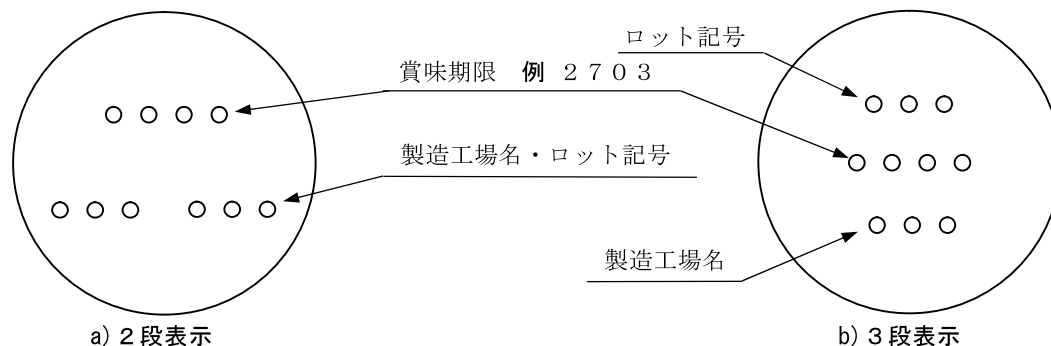 ロット記号
賞味期限 例 ２７０３
製造工場名・ロット記号
製造工場名
a) ２段表示
b) ３段表示